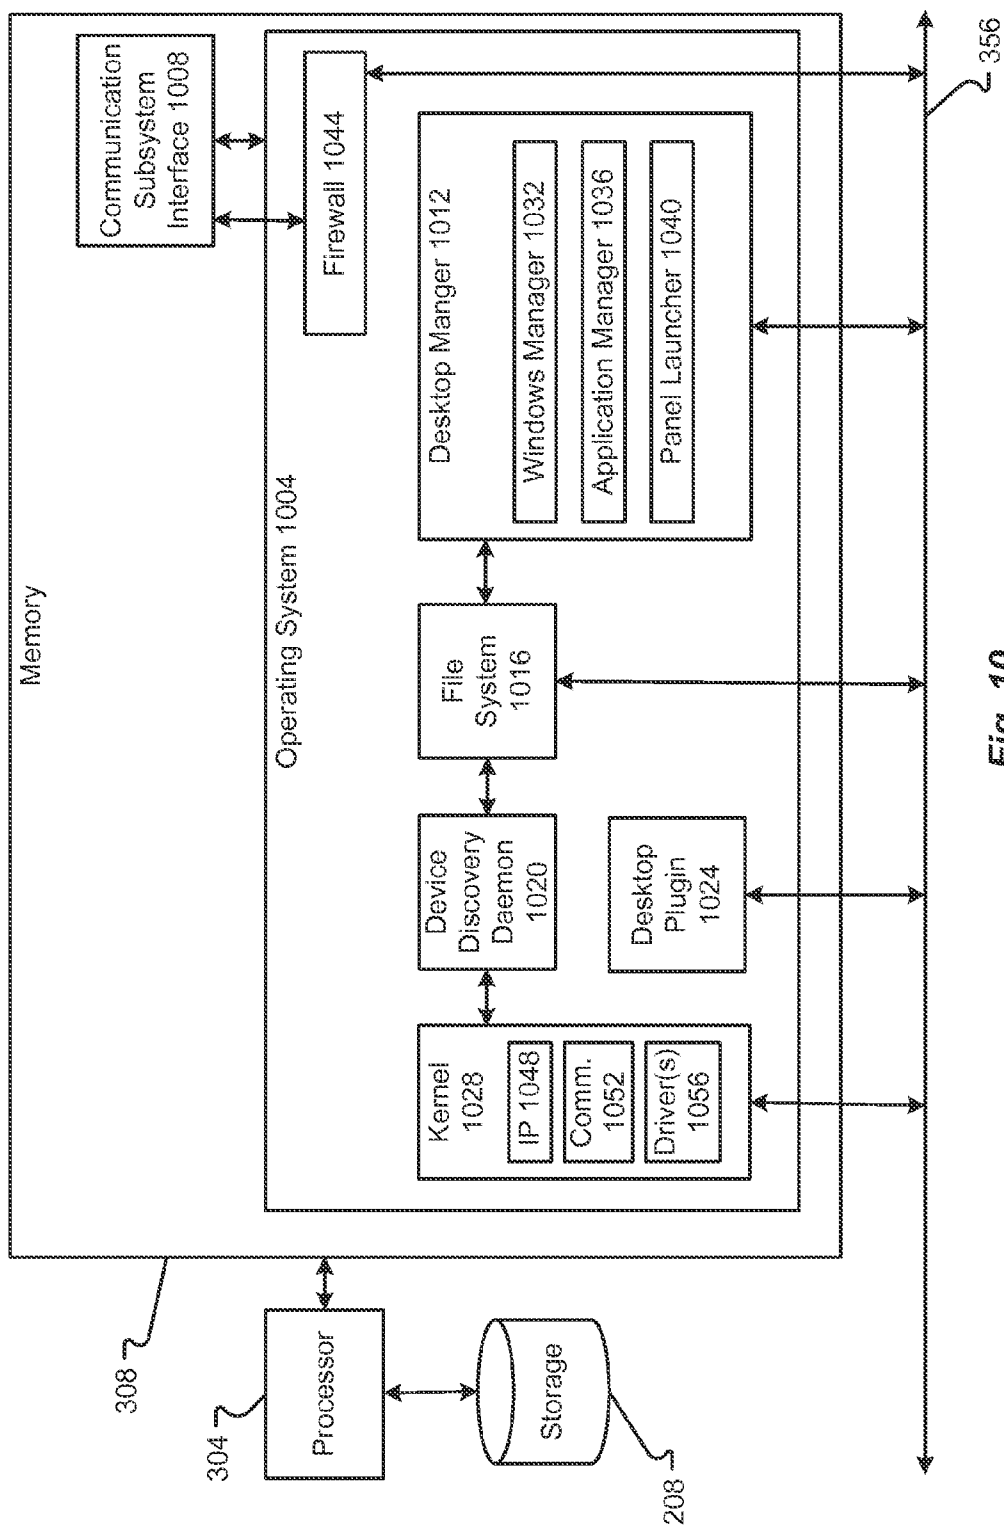 Memory
Communication
Subsystem
Interface 1008
Operating System 1004
Firewall 1044
Kernel
1028
IP 1048
Comm.
1052
Driver(s)
1056
Device
Discovery
Daemon
1020
Desktop
Plugin
1024
File
System
1016
Desktop Manger 1012
Windows Manager 1032
Application Manager 1036
Panel Launcher 1040
308
304
Processor
Storage
208
356
Fig. 10